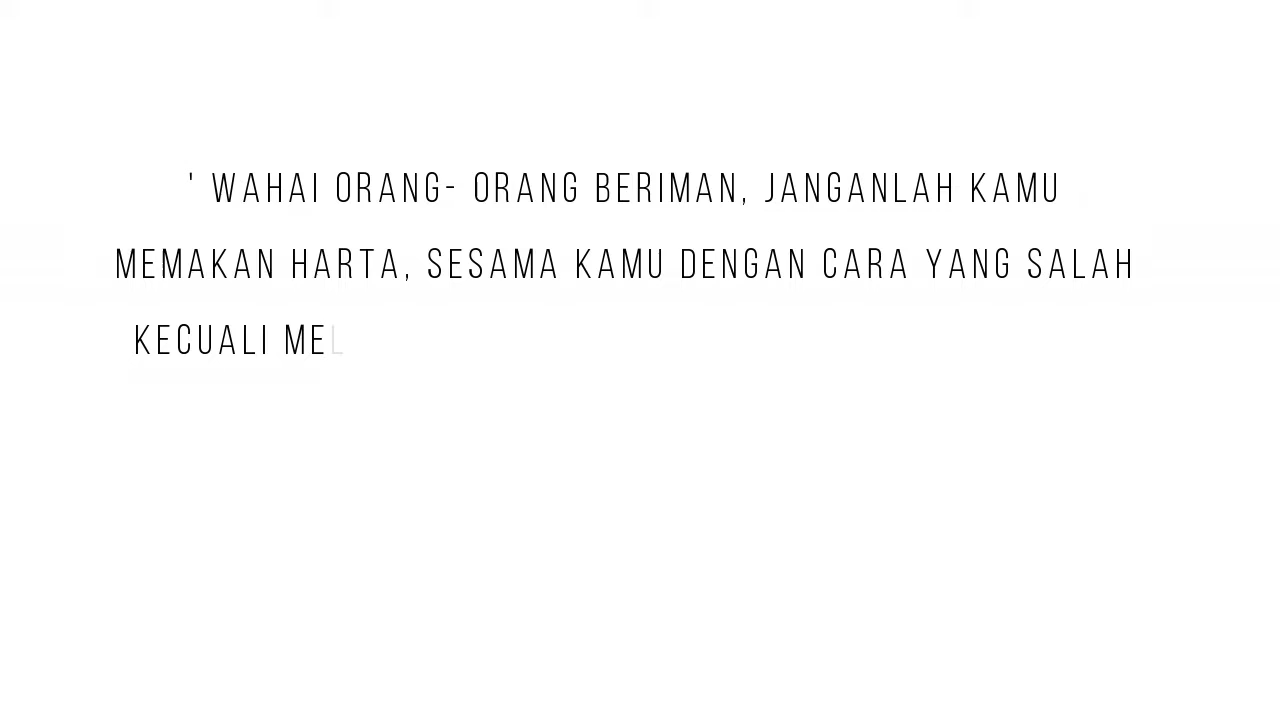 ' WAHAI ORANG- ORANG BERIMAN, JANGANLAH KAMU
MEMAKAN HARTA, SESAMA KAMU DENGAN CARA YANG SALAH
KECUALI MEL